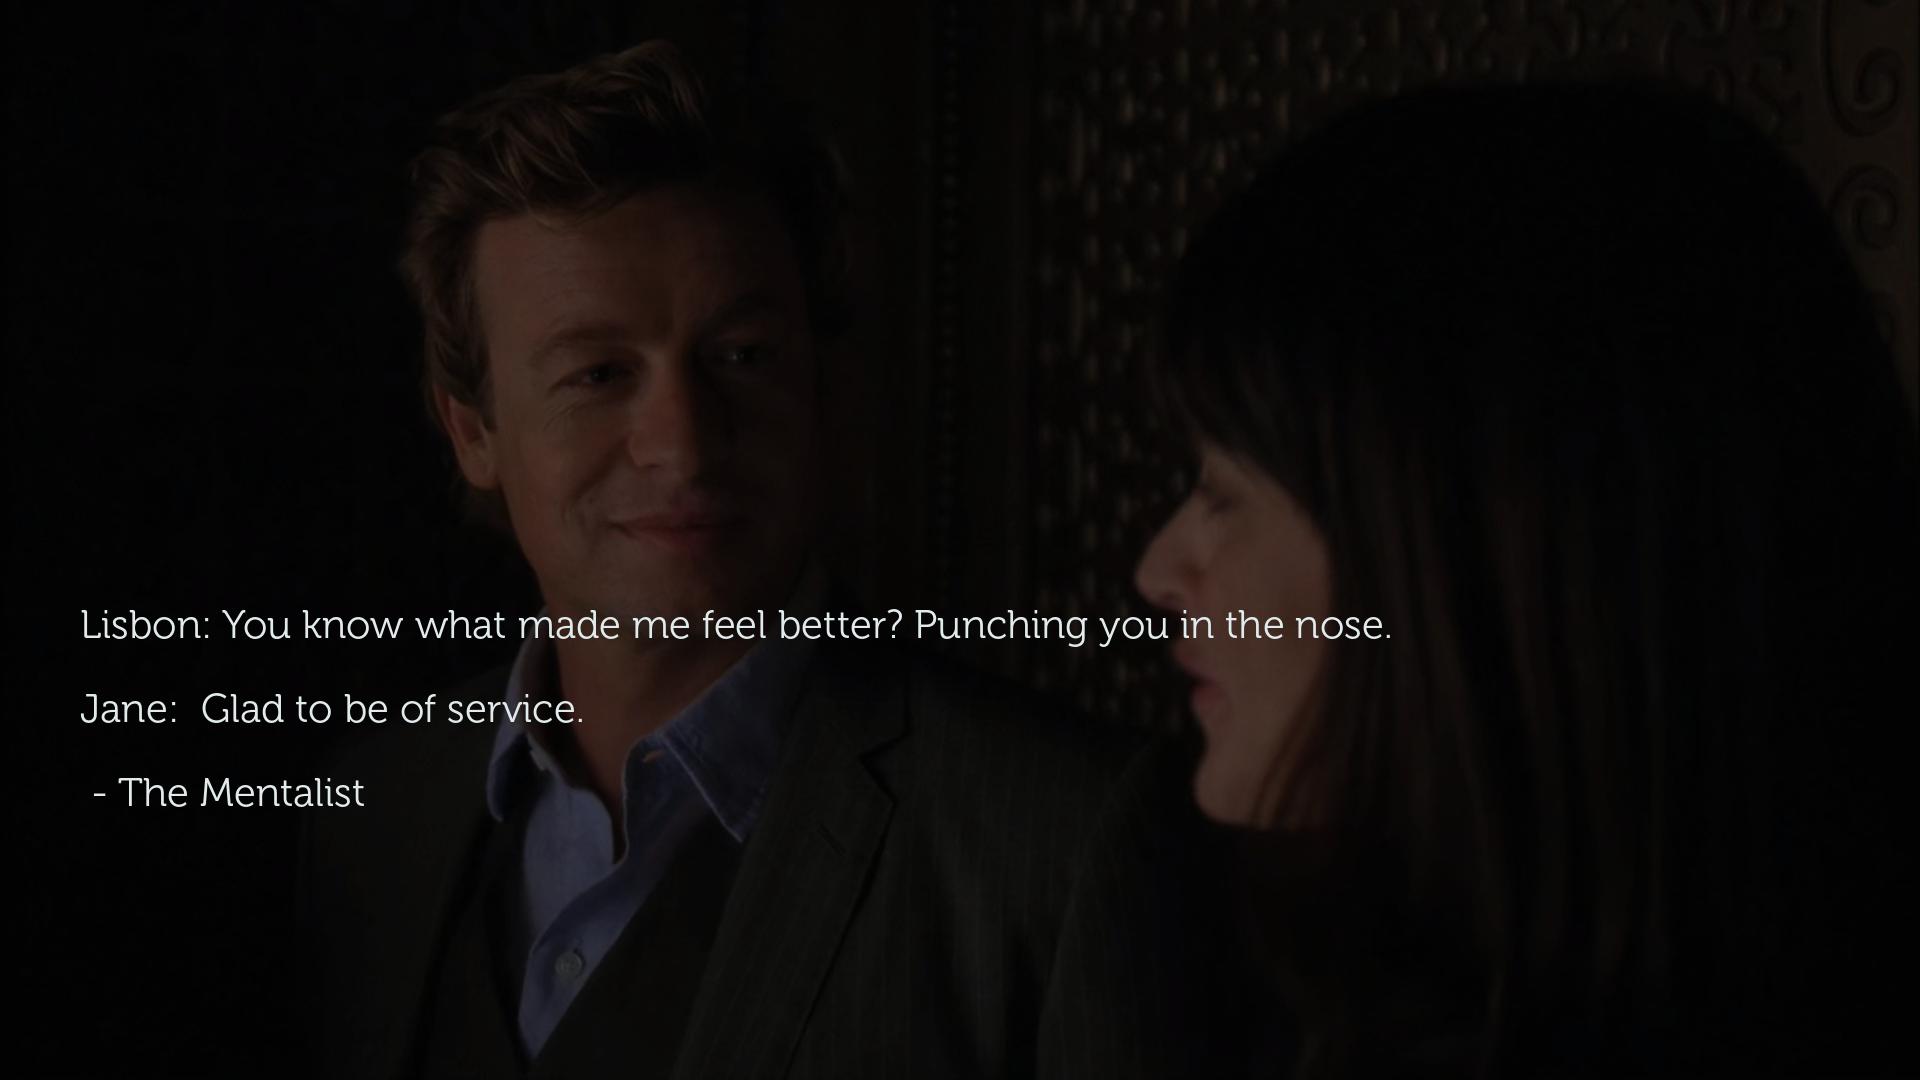 Lisbon: You know what made me feel better? Punching you in the nose.
Jane:  Glad to be of service.
- The Mentalist